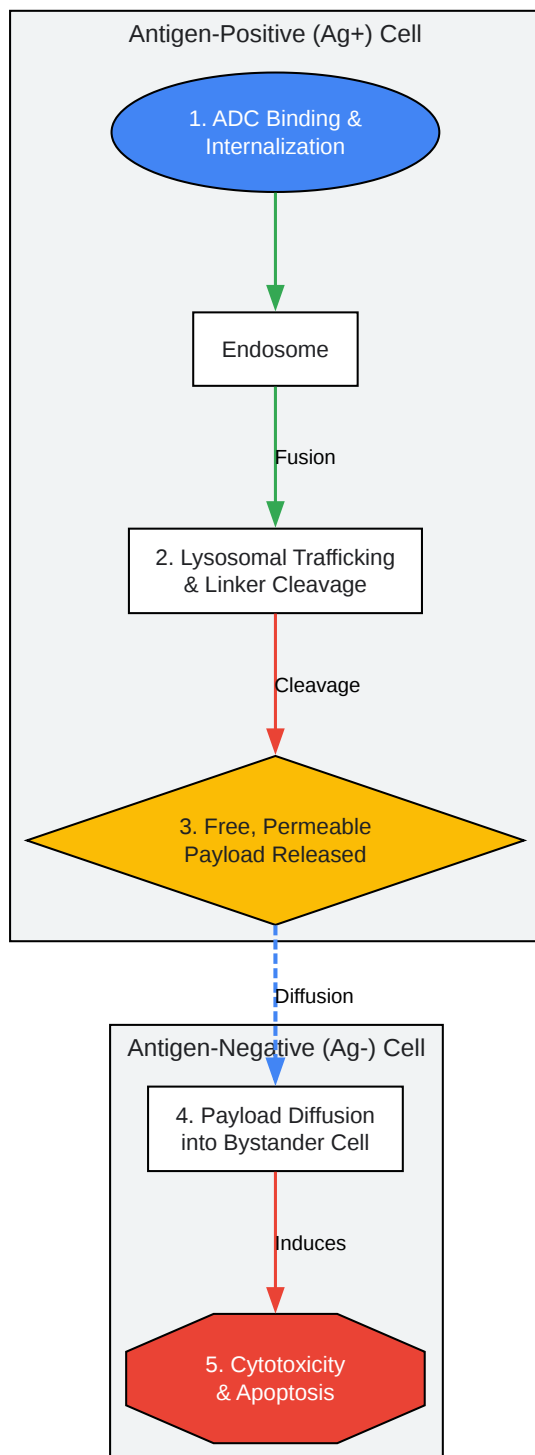 Antigen-Positive (Ag+) Cell
1. ADC Binding &
Internalization
Endosome
Fusion
2. Lysosomal Trafficking
& Linker Cleavage
Cleavage
3. Free, Permeable
Payload Released
Diffusion
Antigen-Negative (Ag-) Cell
4. Payload Diffusion
into Bystander Cell
Induces
5. Cytotoxicity
& Apoptosis